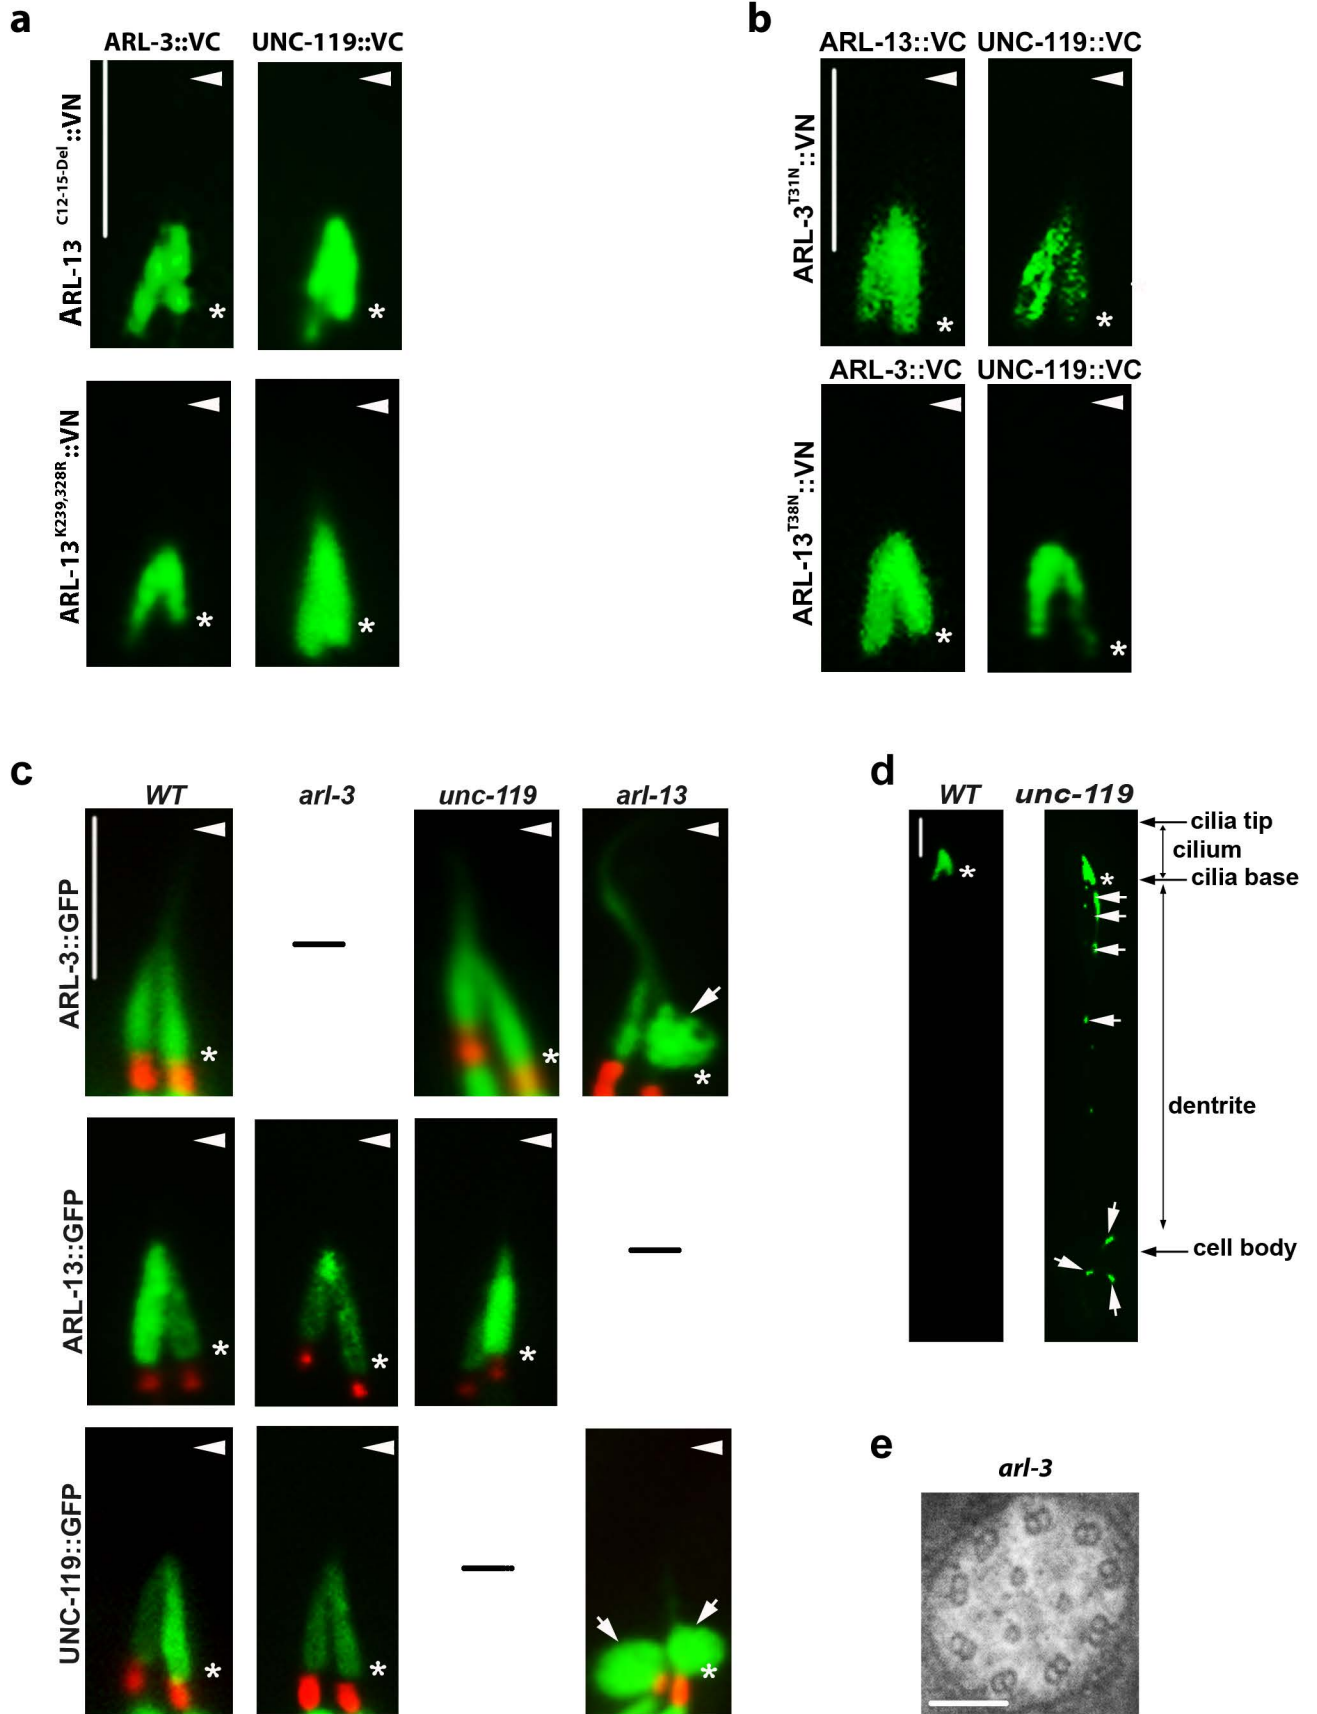 a
ARL-3::VC UNC-119::VC
ARL-13 C12-15-Del::VN
* *
ARL-13K239,328R::VN
* *
b
ARL-13::VC UNC-119::VC
ARL-3T31N::VN
* *
ARL-3::VC UNC-119::VC
ARL-13T38N::VN
* *
c
WT arl-3 unc-119 arl-13
ARL-3::GFP
* * *
ARL-13::GFP
* * *
UNC-119::GFP
* * *
d
WT unc-119
cilia tip
cilium
* * cilia base
dentrite
cell body
e
arl-3